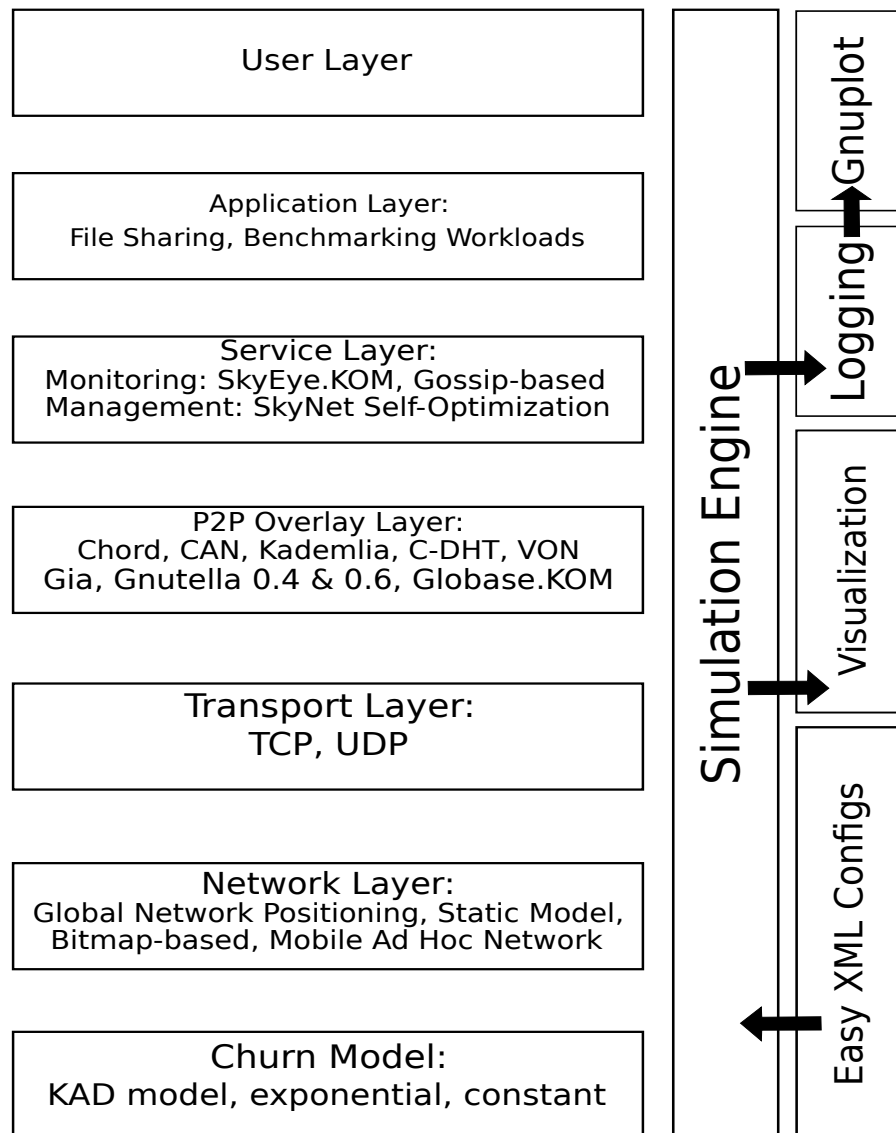 User Layer
Application Layer:
File Sharing, Benchmarking Workloads
Service Layer:
Monitoring: SkyEye.KOM, Gossip-based
Management: SkyNet Self-Optimization
P2P Overlay Layer:
Chord, CAN, Kademlia, C-DHT, VON
Gia, Gnutella 0.4 & 0.6, Globase.KOM
Transport Layer:
TCP, UDP
Network Layer:
Global Network Positioning, Static Model,
Bitmap-based, Mobile Ad Hoc Network
Churn Model:
KAD model, exponential, constant
Simulation Engine
Gnuplot
Logging
Visualization
Easy XML Configs